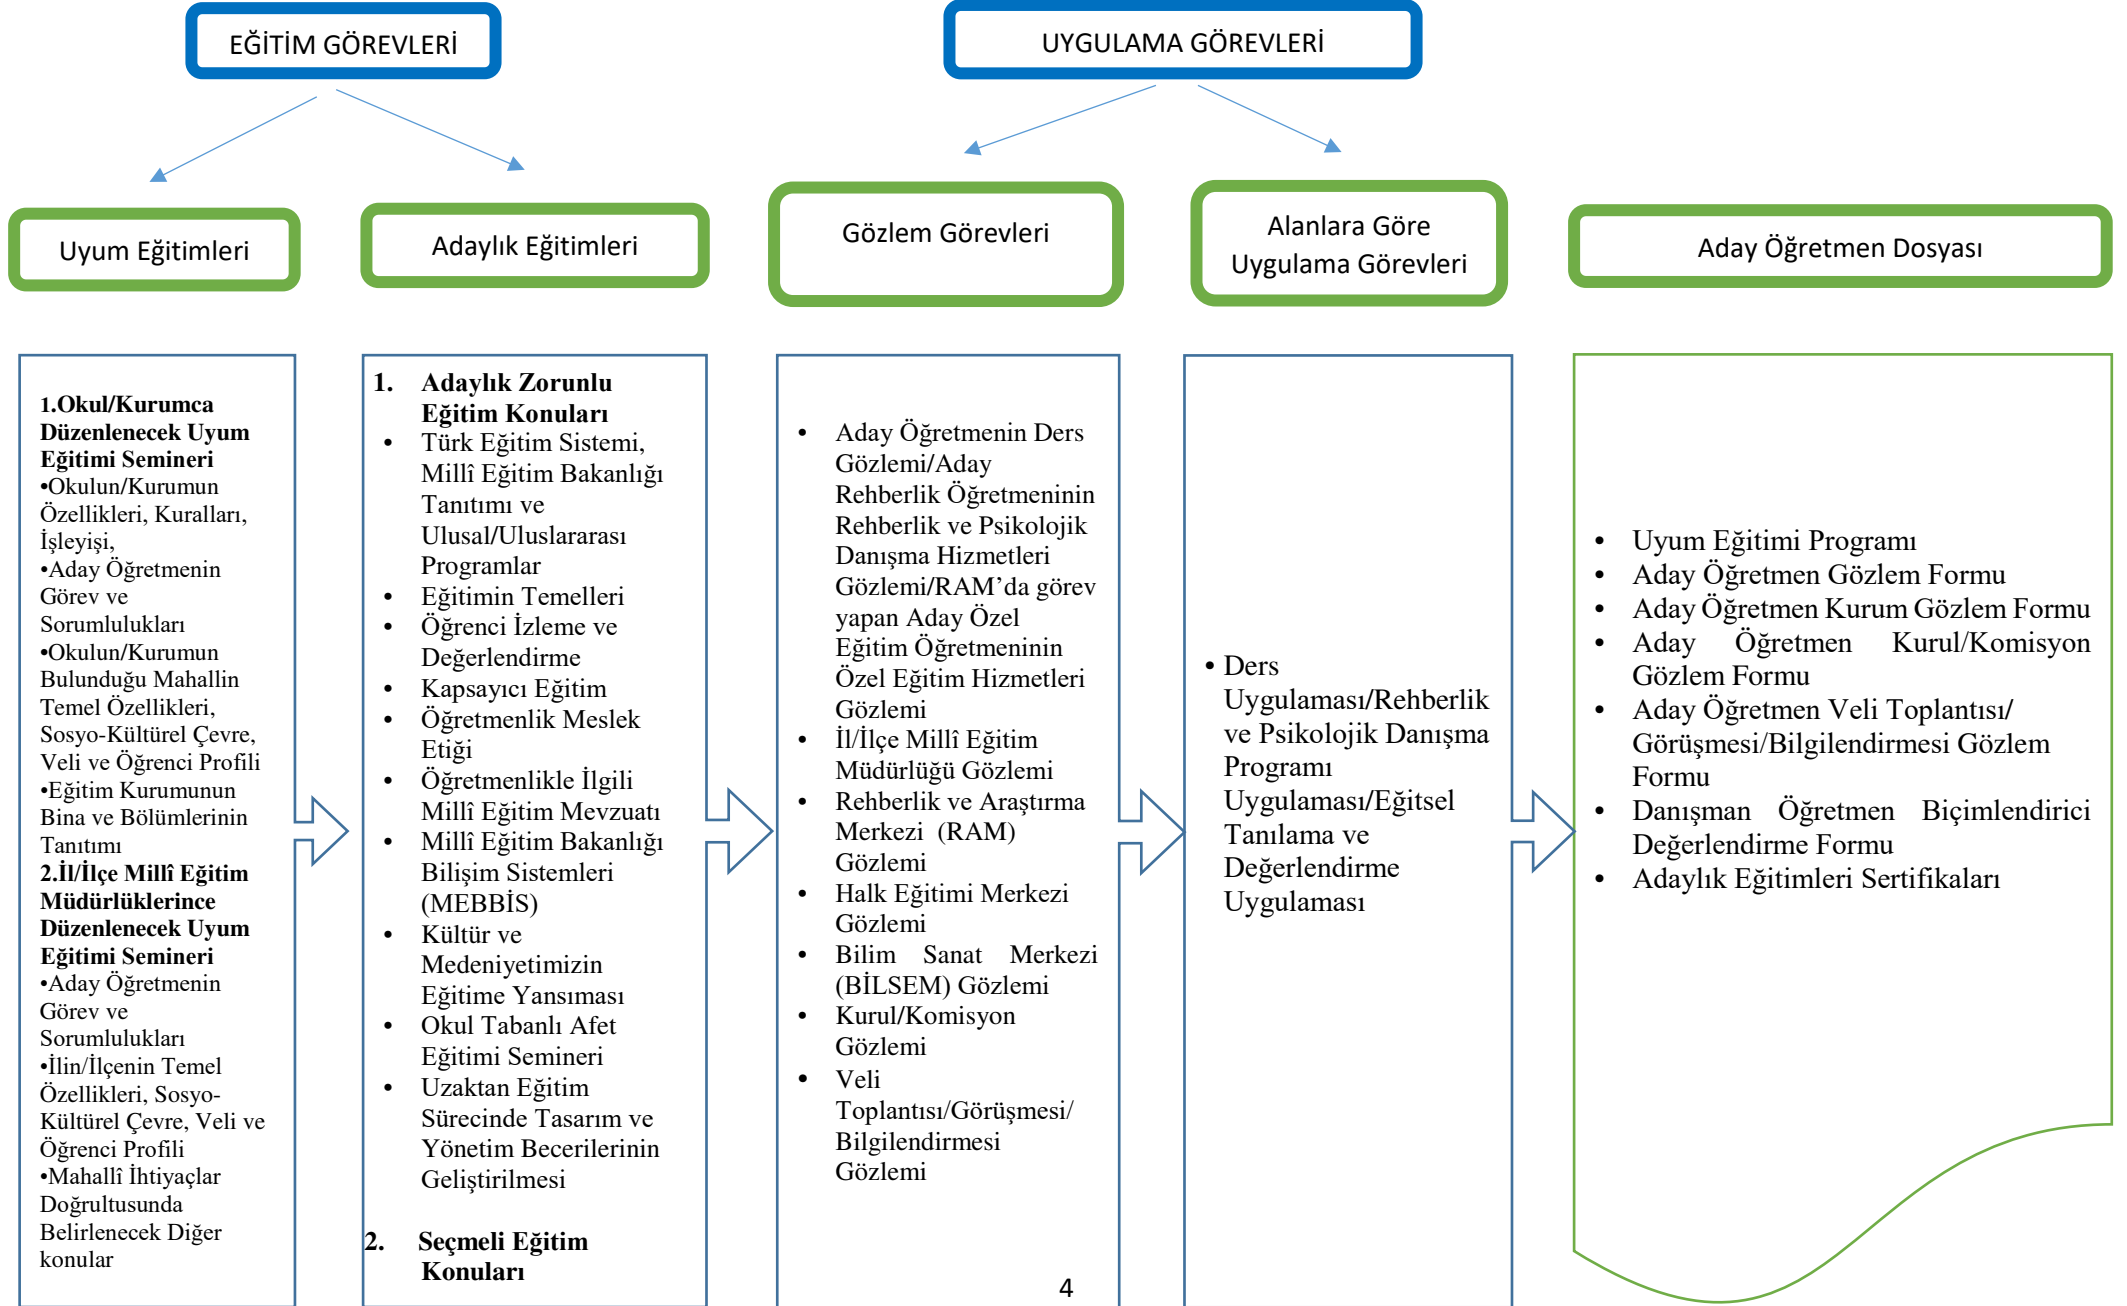 EĞİTİM GÖREVLERİ
UYGULAMA GÖREVLERİ
Uyum Eğitimleri
Adaylık Eğitimleri
Gözlem Görevleri
Alanlara Göre
Uygulama Görevleri
Aday Öğretmen Dosyası
1.Okul/Kurumca
Düzenlenecek Uyum
Eğitimi Semineri
•Okulun/Kurumun
Özellikleri, Kuralları,
İşleyişi,
•Aday Öğretmenin
Görev ve
Sorumlulukları
•Okulun/Kurumun
Bulunduğu Mahallin
Temel Özellikleri,
Sosyo-Kültürel Çevre,
Veli ve Öğrenci Profili
•Eğitim Kurumunun
Bina ve Bölümlerinin
Tanıtımı
2.İl/İlçe Millî Eğitim
Müdürlüklerince
Düzenlenecek Uyum
Eğitimi Semineri
•Aday Öğretmenin
Görev ve
Sorumlulukları
•İlin/İlçenin Temel
Özellikleri, Sosyo-
Kültürel Çevre, Veli ve
Öğrenci Profili
•Mahallî İhtiyaçlar
Doğrultusunda
Belirlenecek Diğer
konular
1. Adaylık Zorunlu
Eğitim Konuları
• Türk Eğitim Sistemi,
Millî Eğitim Bakanlığı
Tanıtımı ve
Ulusal/Uluslararası
Programlar
• Eğitimin Temelleri
• Öğrenci İzleme ve
Değerlendirme
• Kapsayıcı Eğitim
• Öğretmenlik Meslek
Etiği
• Öğretmenlikle İlgili
Millî Eğitim Mevzuatı
• Millî Eğitim Bakanlığı
Bilişim Sistemleri
(MEBBİS)
• Kültür ve
Medeniyetimizin
Eğitime Yansıması
• Okul Tabanlı Afet
Eğitimi Semineri
• Uzaktan Eğitim
Sürecinde Tasarım ve
Yönetim Becerilerinin
Geliştirilmesi
2. Seçmeli Eğitim
Konuları
• Aday Öğretmenin Ders
Gözlemi/Aday
Rehberlik Öğretmeninin
Rehberlik ve Psikolojik
Danışma Hizmetleri
Gözlemi/RAM’da görev
yapan Aday Özel
Eğitim Öğretmeninin
Özel Eğitim Hizmetleri
Gözlemi
• İl/İlçe Millî Eğitim
Müdürlüğü Gözlemi
• Rehberlik ve Araştırma
Merkezi (RAM)
Gözlemi
• Halk Eğitimi Merkezi
Gözlemi
• Bilim Sanat Merkezi
(BİLSEM) Gözlemi
• Kurul/Komisyon
Gözlemi
• Veli
Toplantısı/Görüşmesi/
Bilgilendirmesi
Gözlemi
• Ders
Uygulaması/Rehberlik
ve Psikolojik Danışma
Programı
Uygulaması/Eğitsel
Tanılama ve
Değerlendirme
Uygulaması
• Uyum Eğitimi Programı
• Aday Öğretmen Gözlem Formu
• Aday Öğretmen Kurum Gözlem Formu
• Aday Öğretmen Kurul/Komisyon
Gözlem Formu
• Aday Öğretmen Veli Toplantısı/
Görüşmesi/Bilgilendirmesi Gözlem
Formu
• Danışman Öğretmen Biçimlendirici
Değerlendirme Formu
• Adaylık Eğitimleri Sertifikaları
4